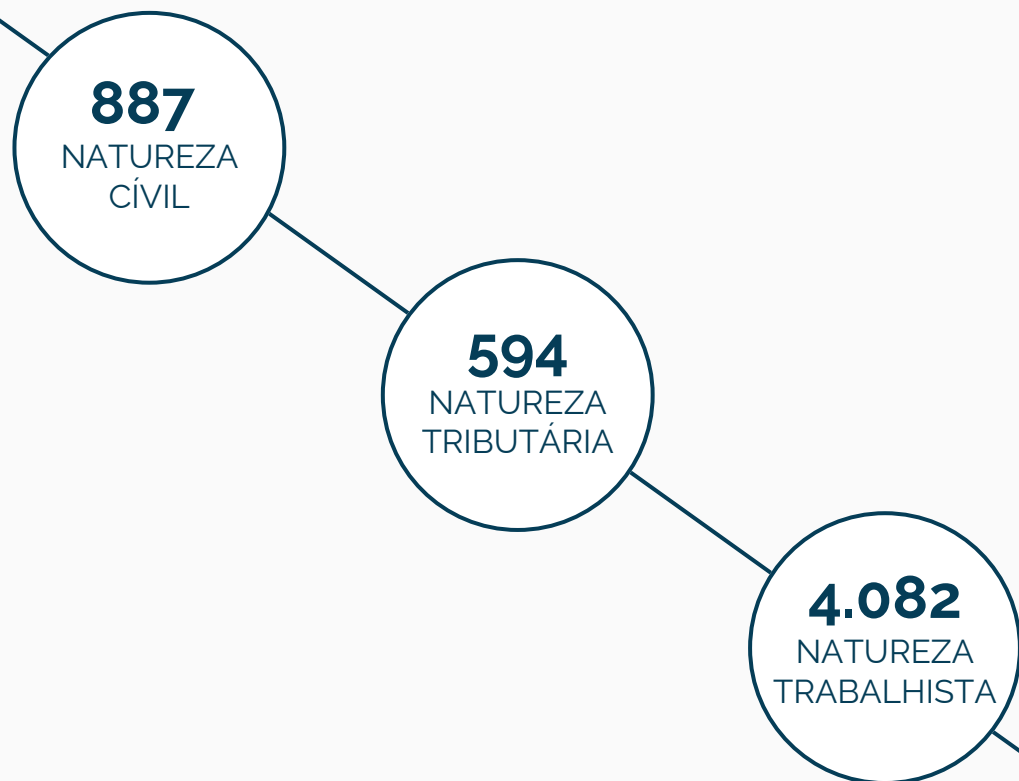 887
NATUREZA
CÍVIL
594
NATUREZA
TRIBUTÁRIA
4.082
NATUREZA
TRABALHISTA